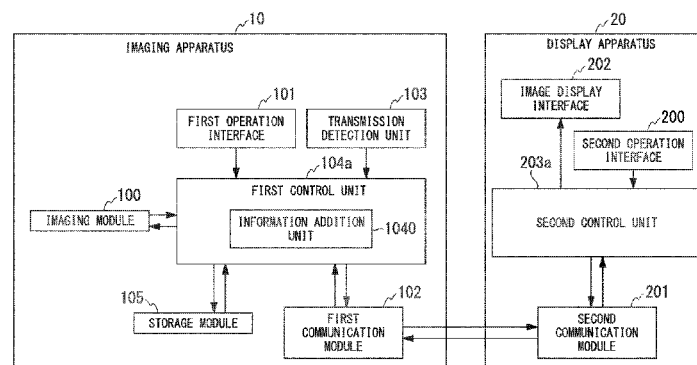 10
IMAGING APPARATUS
101
FIRST OPERATION
INTERFACE
103
TRANSMISSION
DETECTION UNIT
104a
FIRST CONTROL UNIT
INFORMATION ADDITION
UNIT
1040
100
IMAGING MODULE
105
STORAGE MODULE
102
FIRST
COMMUNICATION
MODULE
20
DISPLAY APPARATUS
202
IMAGE DISPLAY
INTERFACE
200
SECOND OPERATION
INTERFACE
203a
SECOND CONTROL UNIT
201
SECOND
COMMUNICATION
MODULE